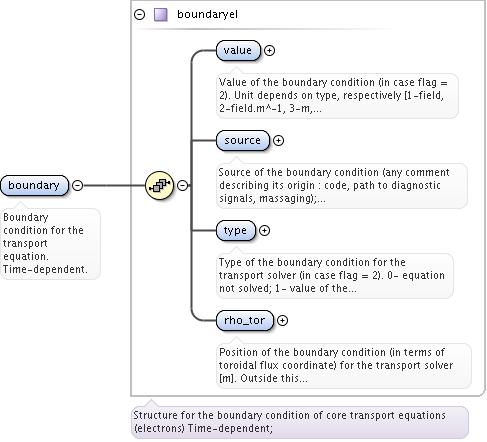 boundaryel
value
Value of the boundary condition (in case flag =
2). Unit depends on type, respectively [1-field,
2-field.m^-1, 3-m,...
source
Source of the boundary condition (any comment
describing its origin : code, path to diagnostic
signals, massaging);...
boundary
Boundary
condition for the
transport
equation.
Time-dependent.
type
Type of the boundary condition for the
transport solver (in case flag = 2). 0- equation
not solved; 1- value of the...
rho_tor
Position of the boundary condition (in terms of
toroidal flux coordinate) for the transport solver
[m]. Outside this...
Structure for the boundary condition of core transport equations
(electrons) Time-dependent;